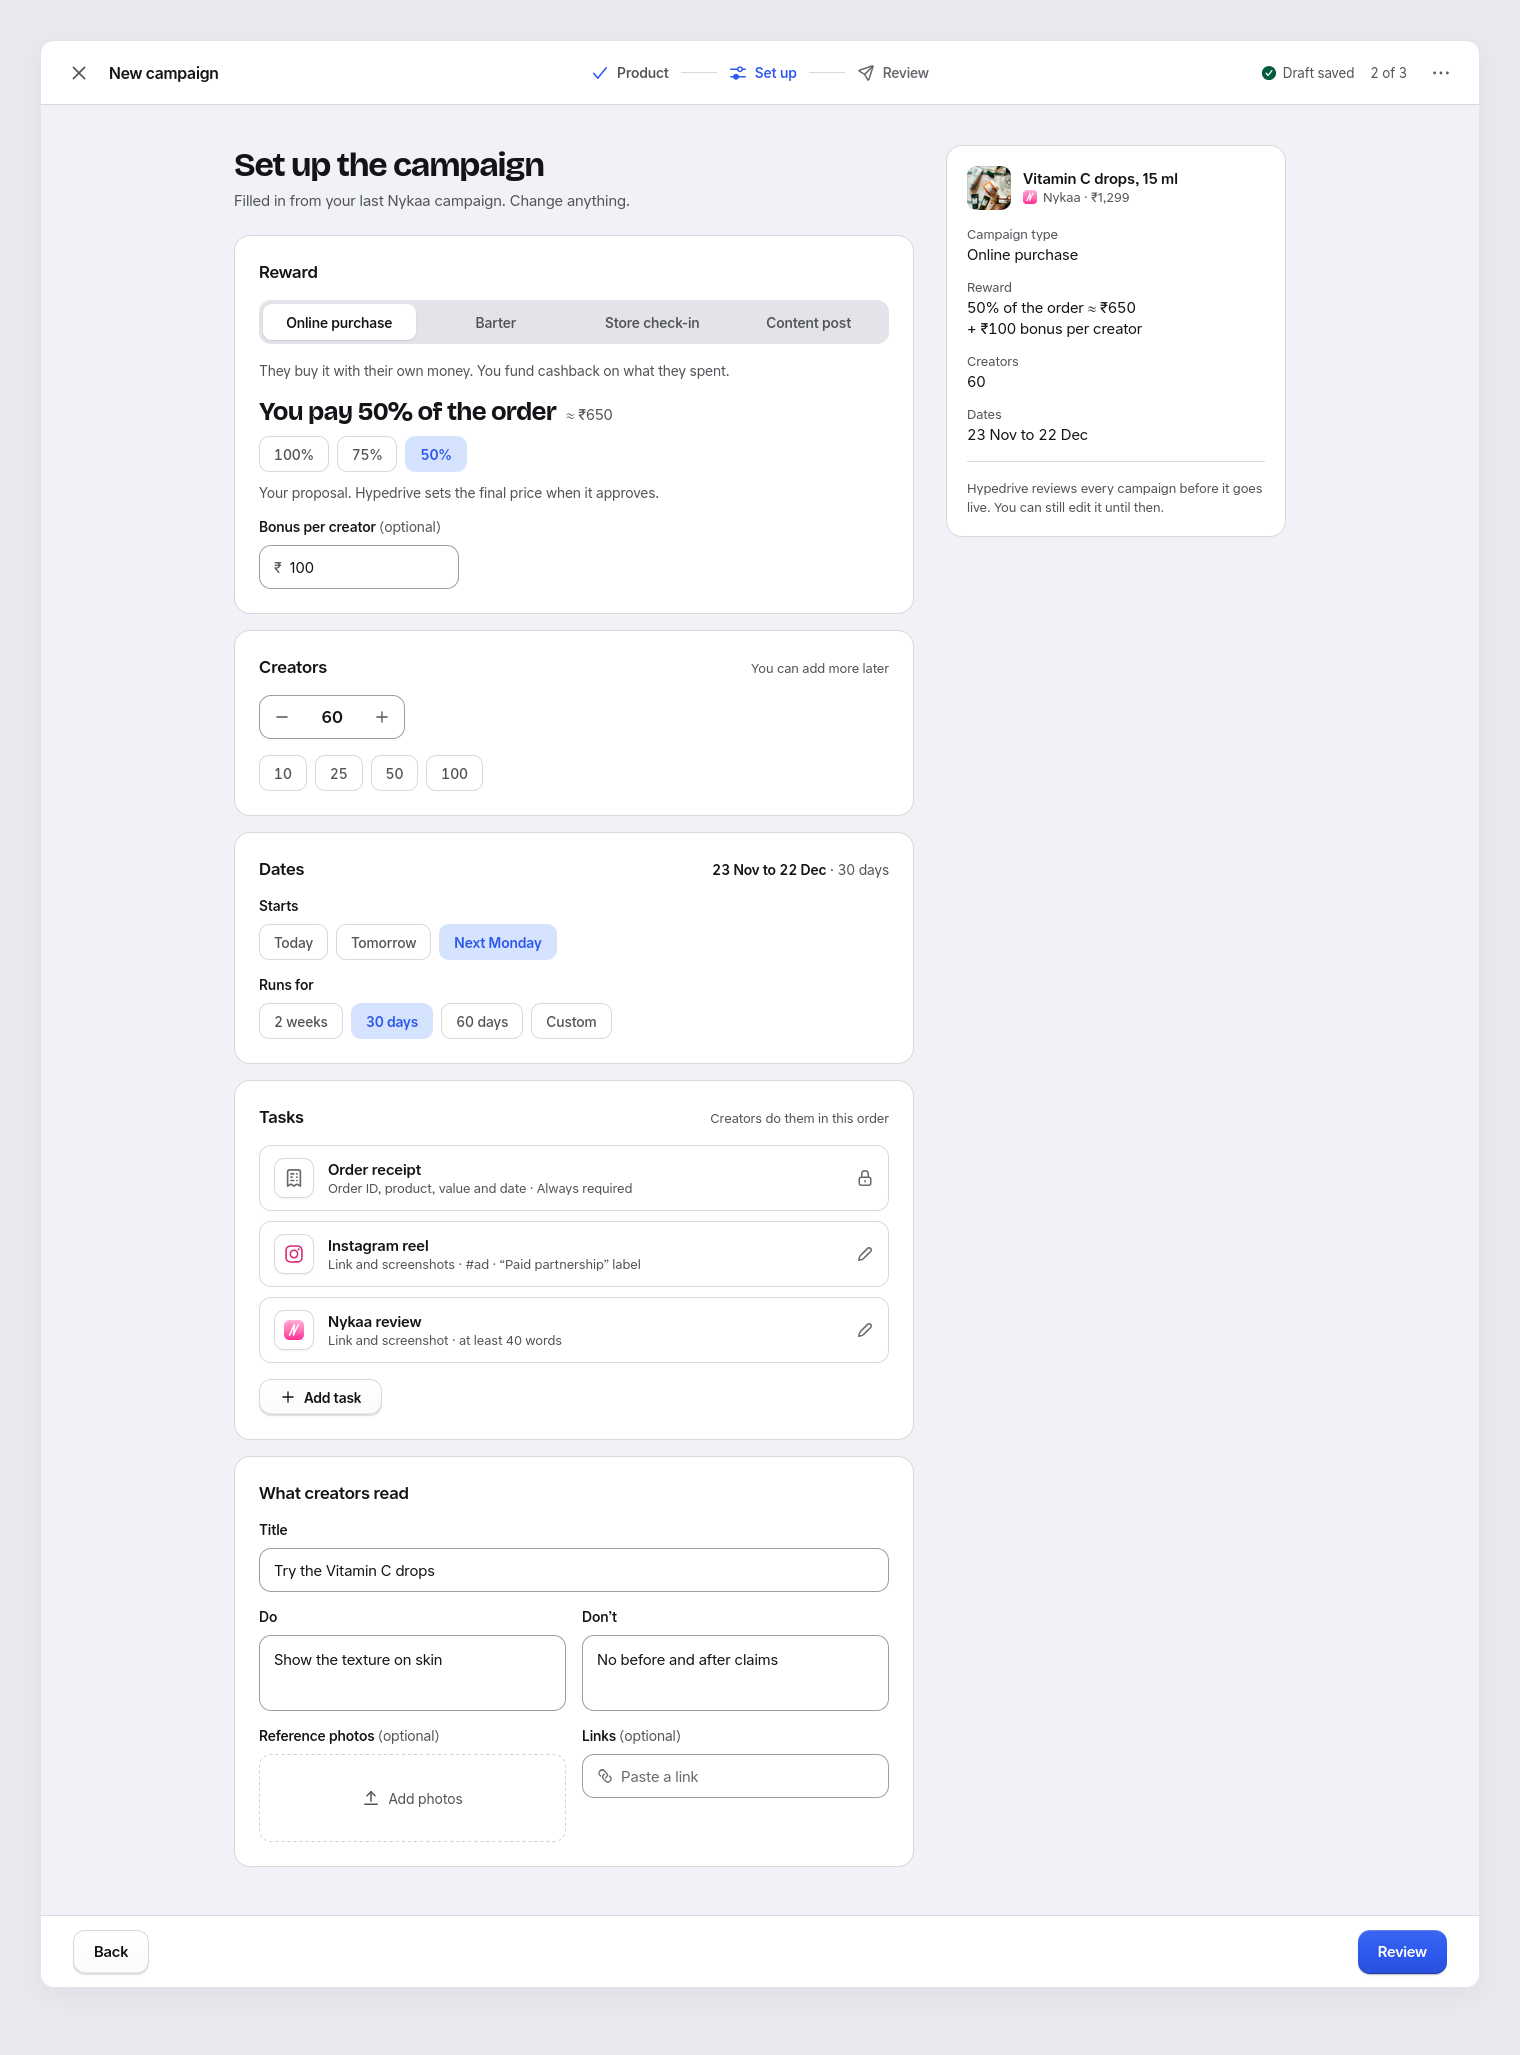 New campaign
Product
Set up
Review
Draft saved
2 of 3
Set up the campaign
Filled in from your last Nykaa campaign. Change anything.
Reward
Online purchase
Barter
Store check-in
Content post
They buy it with their own money. You fund cashback on what they spent.
You pay 50% of the order ≈ ₹650
100%
75%
50%
Your proposal. Hypedrive sets the final price when it approves.
Bonus per creator (optional)
₹ 100
Creators
You can add more later
60
10
25
50
100
Dates
23 Nov to 22 Dec · 30 days
Starts
Today
Tomorrow
Next Monday
Runs for
2 weeks
30 days
60 days
Custom
Tasks
Creators do them in this order
Order receipt
Order ID, product, value and date · Always required
Instagram reel
Link and screenshots · #ad · “Paid partnership” label
Nykaa review
Link and screenshot · at least 40 words
Add task
What creators read
Title
Try the Vitamin C drops
Do
Show the texture on skin
Don’t
No before and after claims
Reference photos (optional)
Add photos
Links (optional)
Paste a link
Vitamin C drops, 15 ml
Nykaa · ₹1,299
Campaign type
Online purchase
Reward
50% of the order ≈ ₹650
+ ₹100 bonus per creator
Creators
60
Dates
23 Nov to 22 Dec
Hypedrive reviews every campaign before it goes
live. You can still edit it until then.
Back
Review